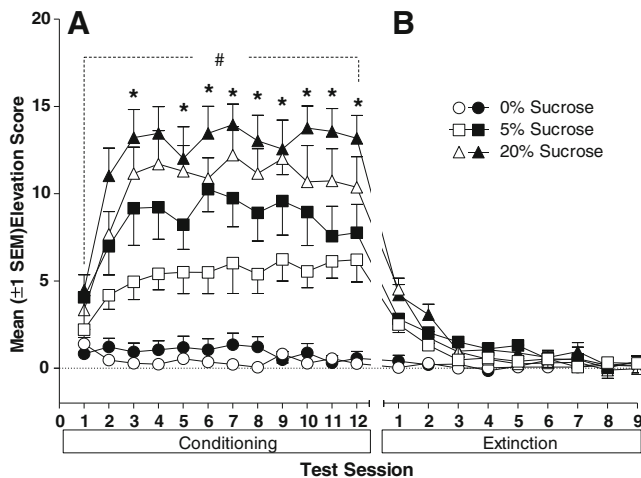 A
B
#
* * * * * * * * *
0% Sucrose
5% Sucrose
20% Sucrose
Mean (±1 SEM)Elevation Score
20
15
10
5
0
0 1 2 3 4 5 6 7 8 9 10 11 12
1 2 3 4 5 6 7 8 9
Conditioning
Extinction
Test Session